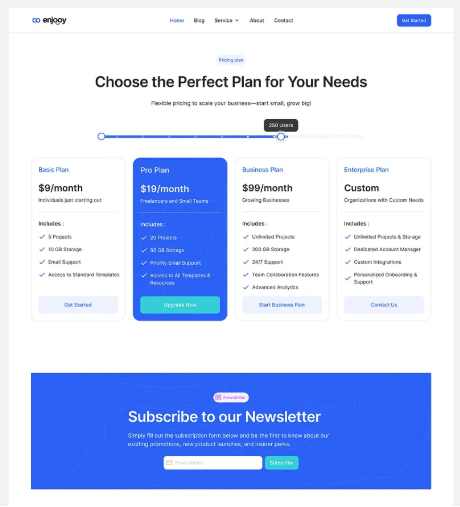 enjoyy
Home Blog Service About Contact
Get Started
Pricing plan
Choose the Perfect Plan for Your Needs
Flexible pricing to scale your business—start small, grow big!
250 Users
Basic Plan
$9/month
Individuals just starting out
Includes :
5 Projects
10 GB Storage
Email Support
Access to Standard Templates
Get Started
Pro Plan
$19/month
Freelancers and Small Teams
Includes :
20 Projects
50 GB Storage
Priority Email Support
Access to All Templates &
Resources
Upgrade Now
Business Plan
$99/month
Growing Businesses
Includes :
Unlimited Projects
200 GB Storage
24/7 Support
Team Collaboration Features
Advanced Analytics
Start Business Plan
Enterprise Plan
Custom
Organizations with Custom Needs
Includes :
Unlimited Projects & Storage
Dedicated Account Manager
Custom Integrations
Personalized Onboarding &
Support
Contact Us
Newsletter
Subscribe to our Newsletter
Simply fill out the subscription form below and be the first to know about our
exciting promotions, new product launches, and insider perks.
Email address
Subscribe